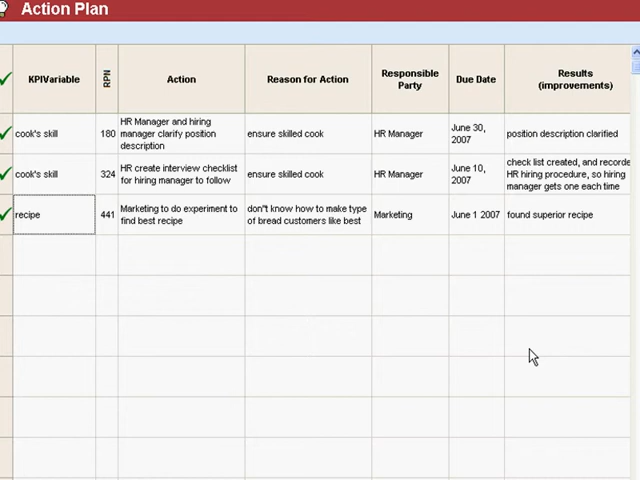 Action Plan
KPIVariable
RPN
Action
Reason for Action
Responsible
Party
Due Date
Results
(improvements)
cook's skill
180
HR Manager and hiring
manager clarify position
description
ensure skilled cook
HR Manager
June 30,
2007
position description clarified
cook's skill
324
HR create interview checklist
for hiring manager to follow
ensure skilled cook
HR Manager
June 10,
2007
check list created, and recorde
HR hiring procedure, so hiring
manager gets one each time
recipe
441
Marketing to do experiment to
find best recipe
don"t know how to make type
of bread customers like best
Marketing
June 1 2007
found superior recipe